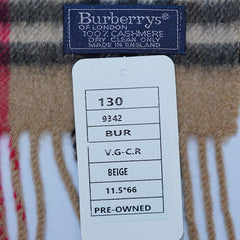 Burberrys®
OF LONDON
100% CASHMERE
DRY CLEAN ONLY
MADE IN ENGLAND
130
9342
BUR
V.G-C.R
BEIGE
11.5*66
PRE-OWNED